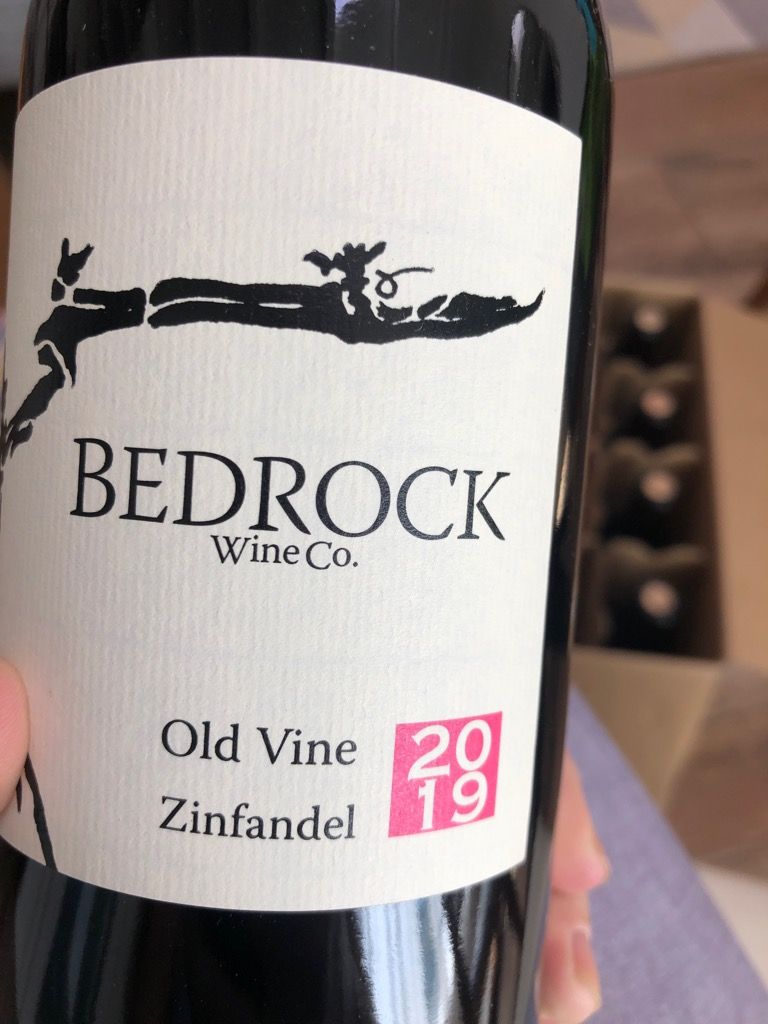 BEDROCK
Wine Co.
Old Vine
Zinfandel
20
19